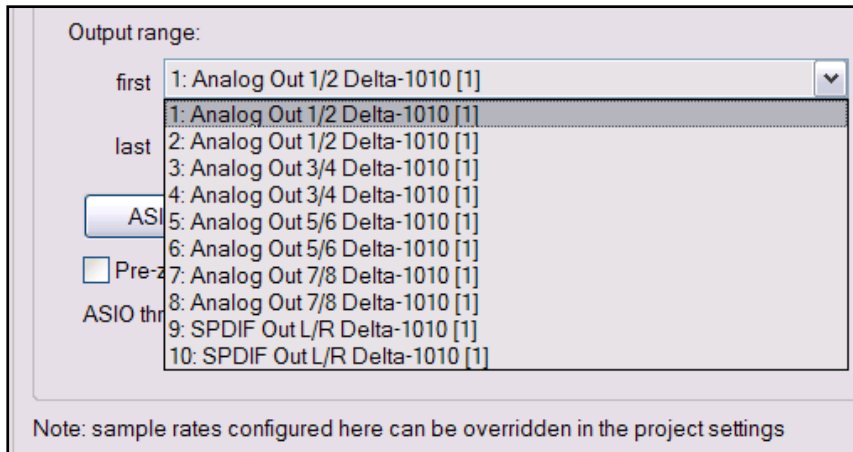 Output range:
first 1: Analog Out 1/2 Delta-1010 [1]
1: Analog Out 1/2 Delta-1010 [1]
last 2: Analog Out 1/2 Delta-1010 [1]
3: Analog Out 3/4 Delta-1010 [1]
4: Analog Out 3/4 Delta-1010 [1]
ASI 5: Analog Out 5/6 Delta-1010 [1]
6: Analog Out 5/6 Delta-1010 [1]
Pre-z 7: Analog Out 7/8 Delta-1010 [1]
8: Analog Out 7/8 Delta-1010 [1]
ASIO thr 9: SPDIF Out L/R Delta-1010 [1]
10: SPDIF Out L/R Delta-1010 [1]
Note: sample rates configured here can be overridden in the project settings